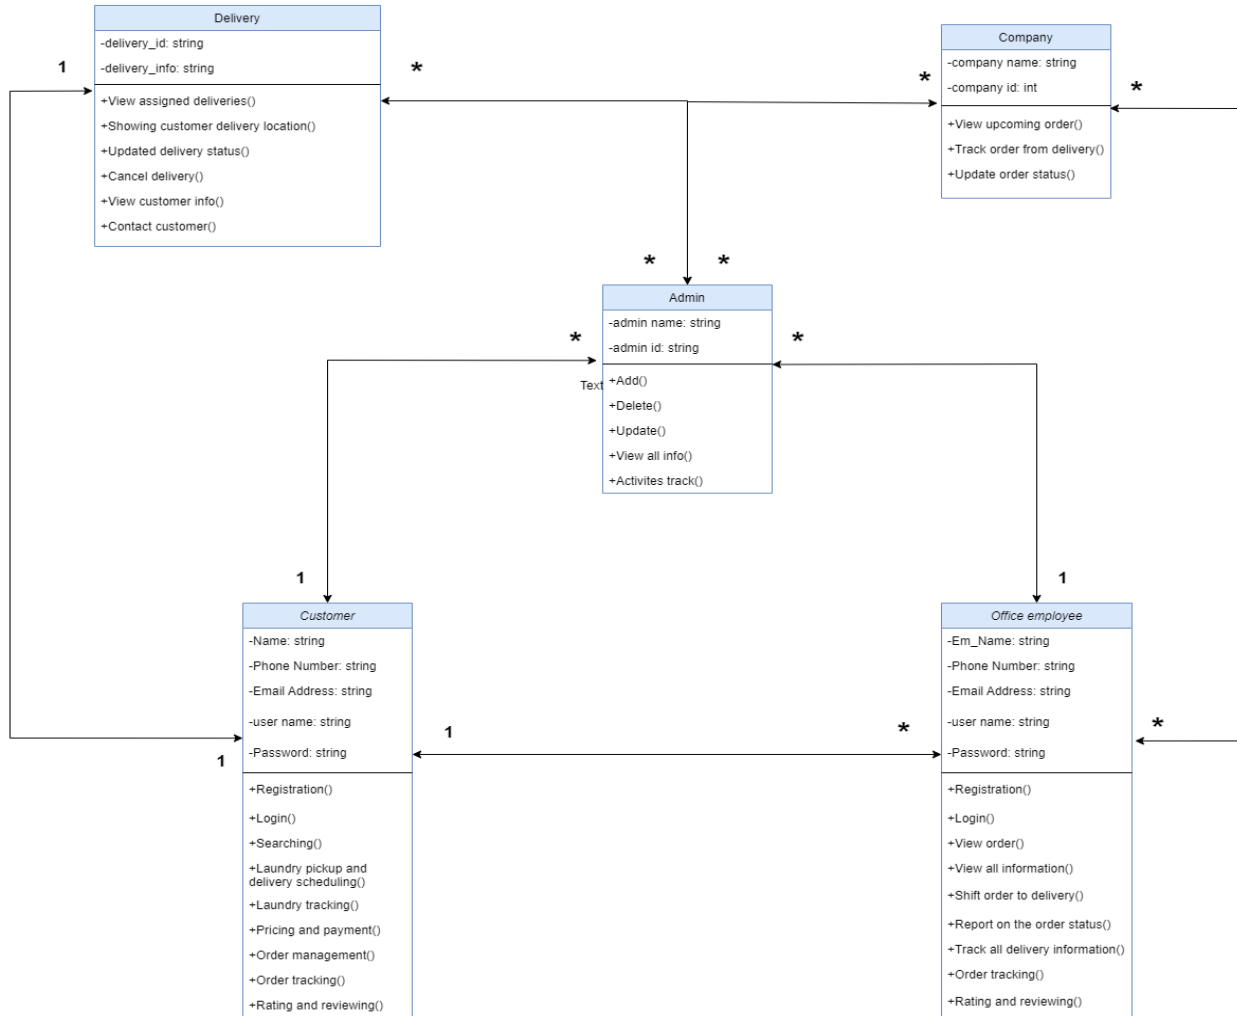 Delivery
-delivery_id: string
-delivery_info: string
+View assigned deliveries()
+Showing customer delivery location()
+Updated delivery status()
+Cancel delivery()
+View customer info()
+Contact customer()
1
*
Company
-company name: string
-company id: int
+View upcoming order()
+Track order from delivery()
+Update order status()
*
*
*
*
Admin
-admin name: string
-admin id: string
+Add()
+Delete()
+Update()
+View all info()
+Activites track()
*
*
Text
1
1
Customer
-Name: string
-Phone Number: string
-Email Address: string
-user name: string
-Password: string
+Registration()
+Login()
+Searching()
+Laundry pickup and
delivery scheduling()
+Laundry tracking()
+Pricing and payment()
+Order management()
+Order tracking()
+Rating and reviewing()
1
1
*
Office employee
-Em_Name: string
-Phone Number: string
-Email Address: string
-user name: string
-Password: string
+Registration()
+Login()
+View order()
+View all information()
+Shift order to delivery()
+Report on the order status()
+Track all delivery information()
+Order tracking()
+Rating and reviewing()
*